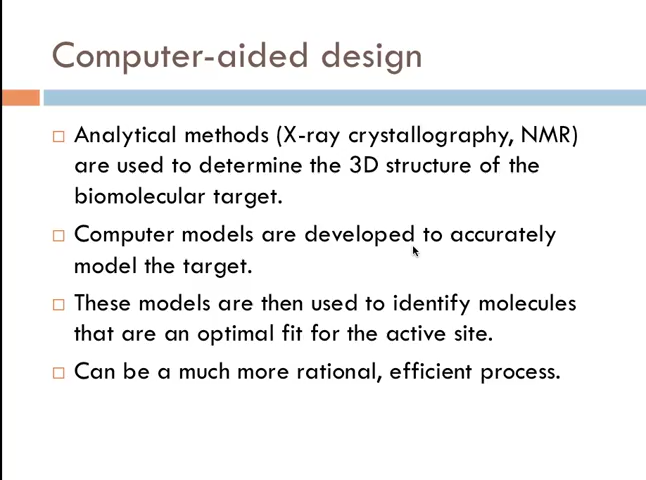 Computer-aided design
Analytical methods (X-ray crystallography, NMR)
are used to determine the 3D structure of the
biomolecular target.
Computer models are developed to accurately
model the target.
These models are then used to identify molecules
that are an optimal fit for the active site.
Can be a much more rational, efficient process.